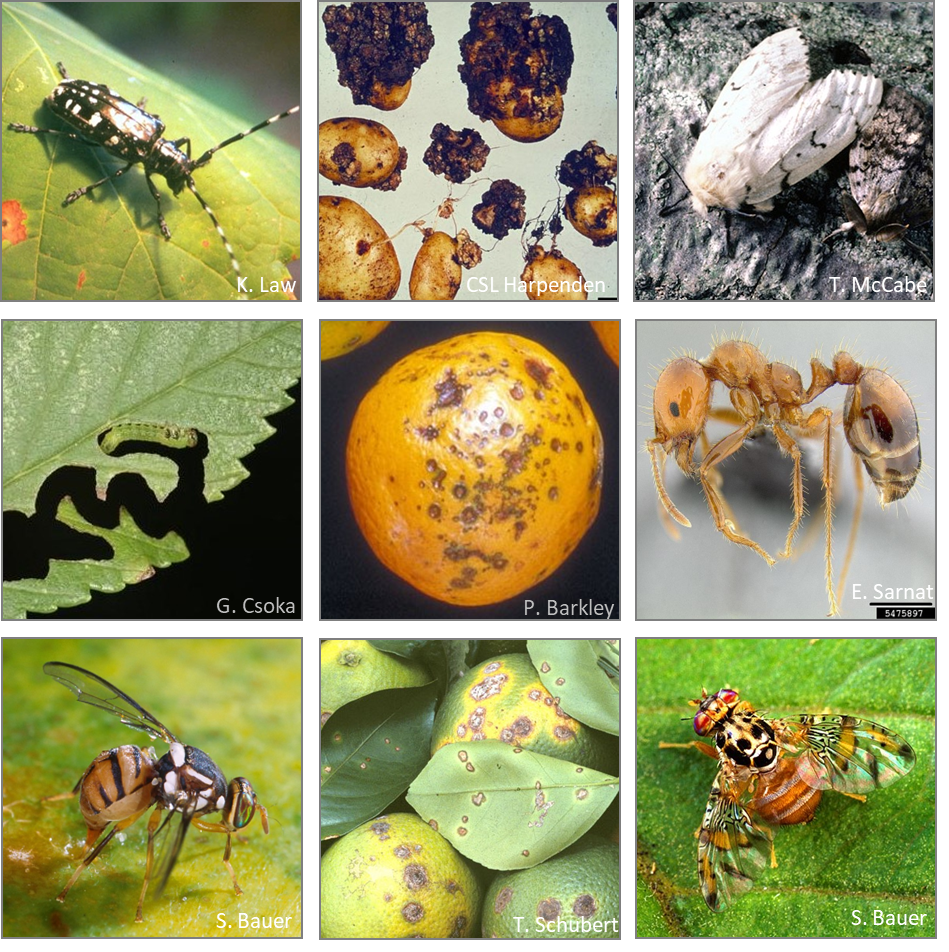 K. Law
CSL Harpenden
T. McCabe
G. Csoka
P. Barkley
E. Sarnat
5475897
S. Bauer
T. Schubert
S. Bauer